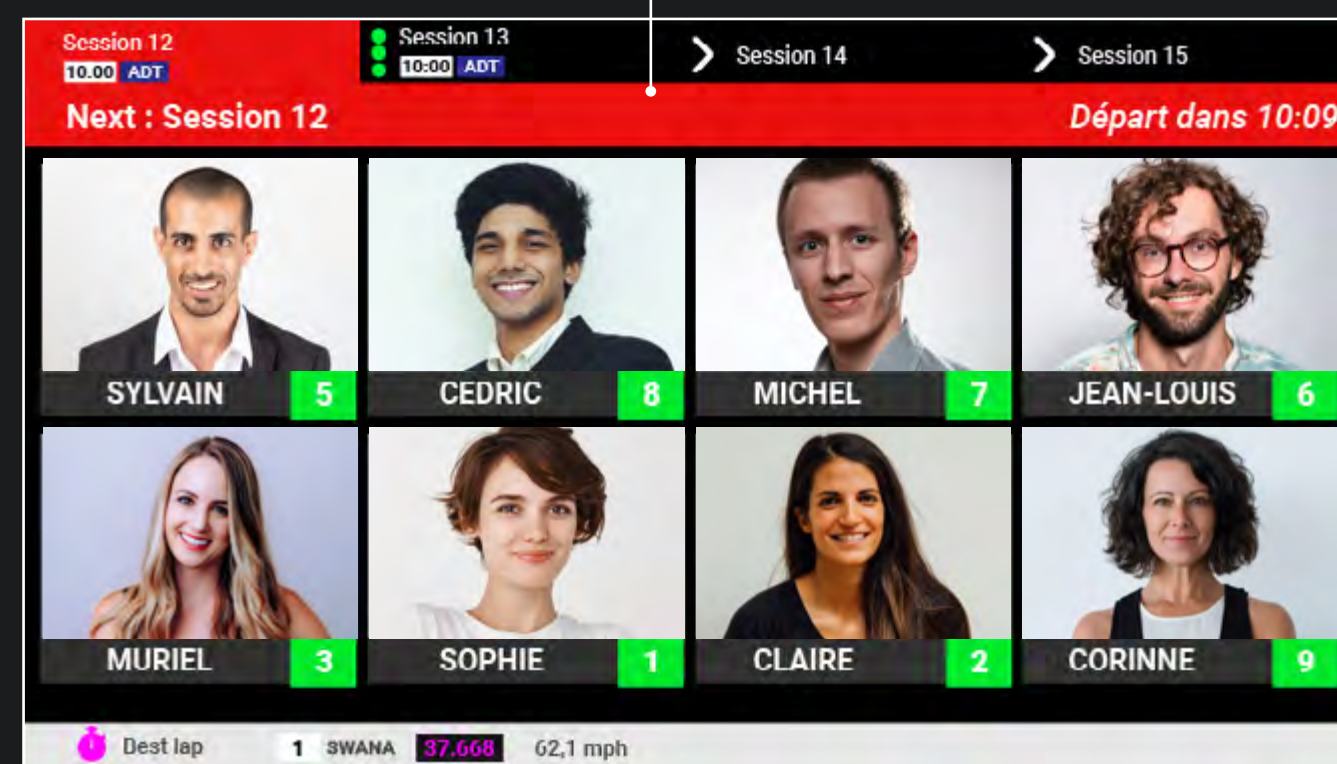 Session 12
10.00 ADT
Session 13
10:00 ADT
Session 14
Session 15
Next : Session 12
Départ dans 10:09
SYLVAIN 5
CEDRIC 8
MICHEL 7
JEAN-LOUIS 6
MURIEL 3
SOPHIE 1
CLAIRE 2
CORINNE 9
Dest lap 1 SWANA 37.668 62,1 mph